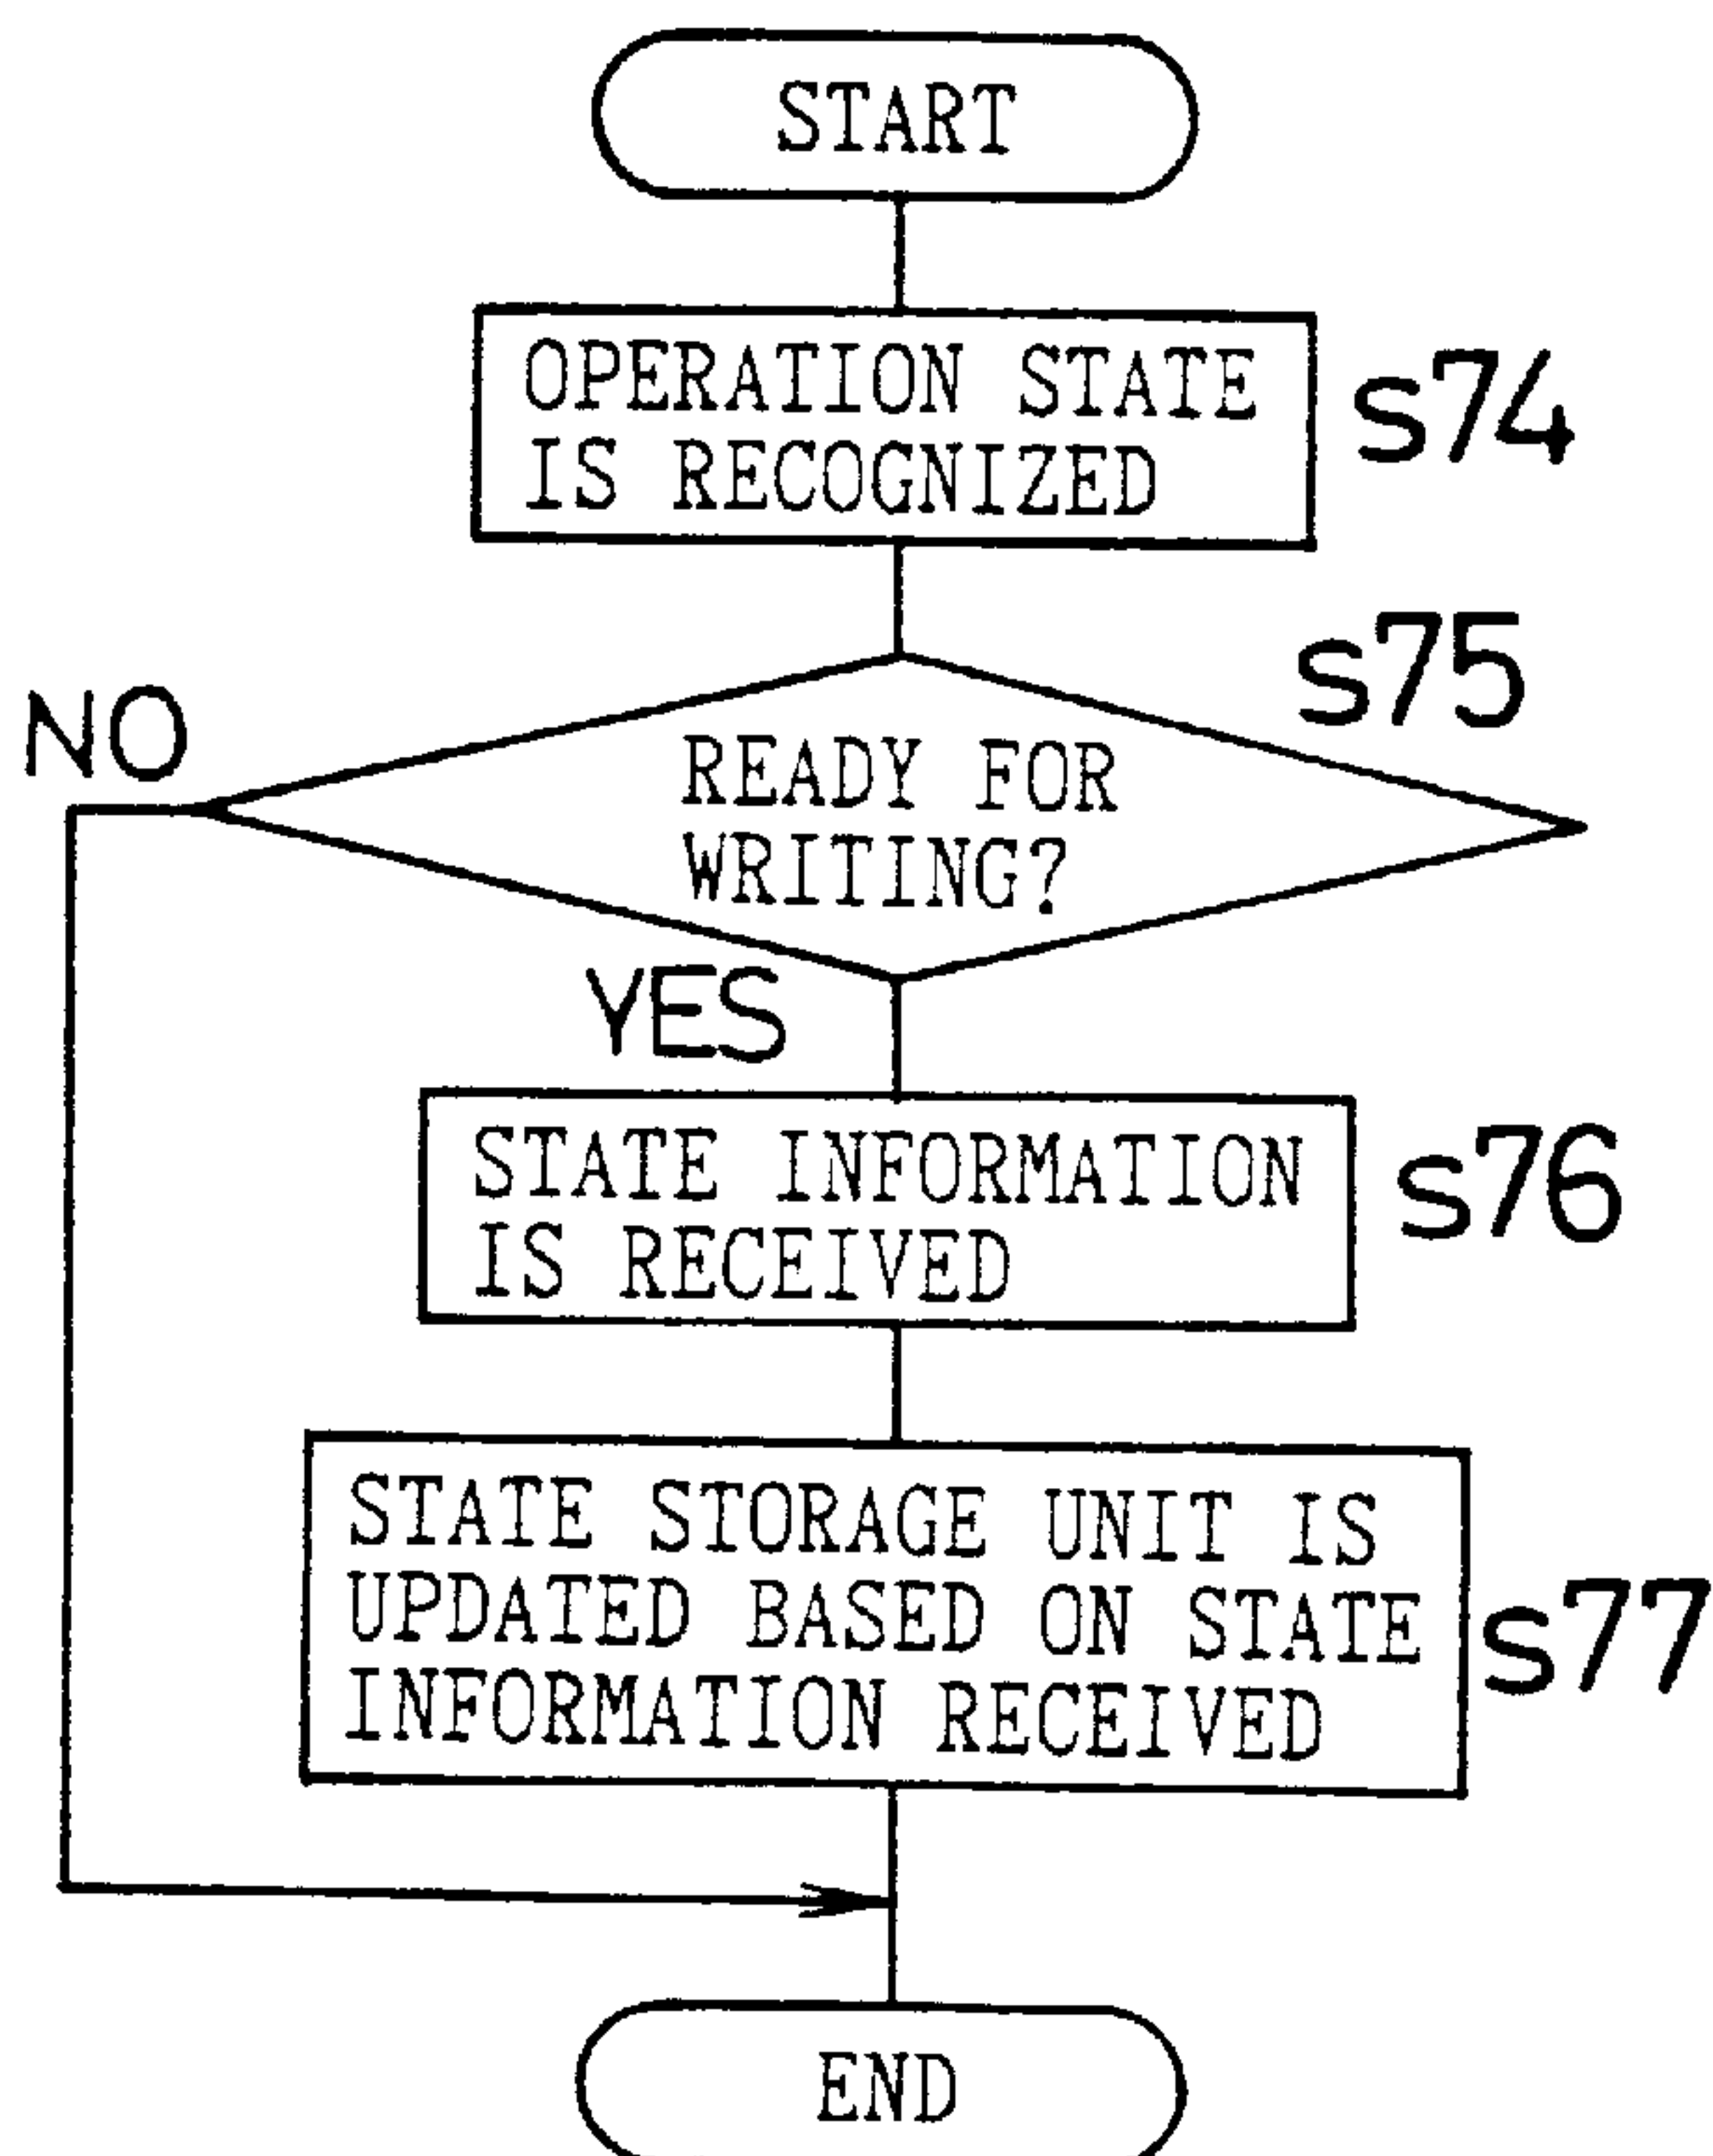 START
OPERATION STATE
IS RECOGNIZED
s74
s75
NO
READY FOR
WRITING?
YES
STATE INFORMATION
IS RECEIVED
s76
STATE STORAGE UNIT IS
UPDATED BASED ON STATE
INFORMATION RECEIVED
s77
END